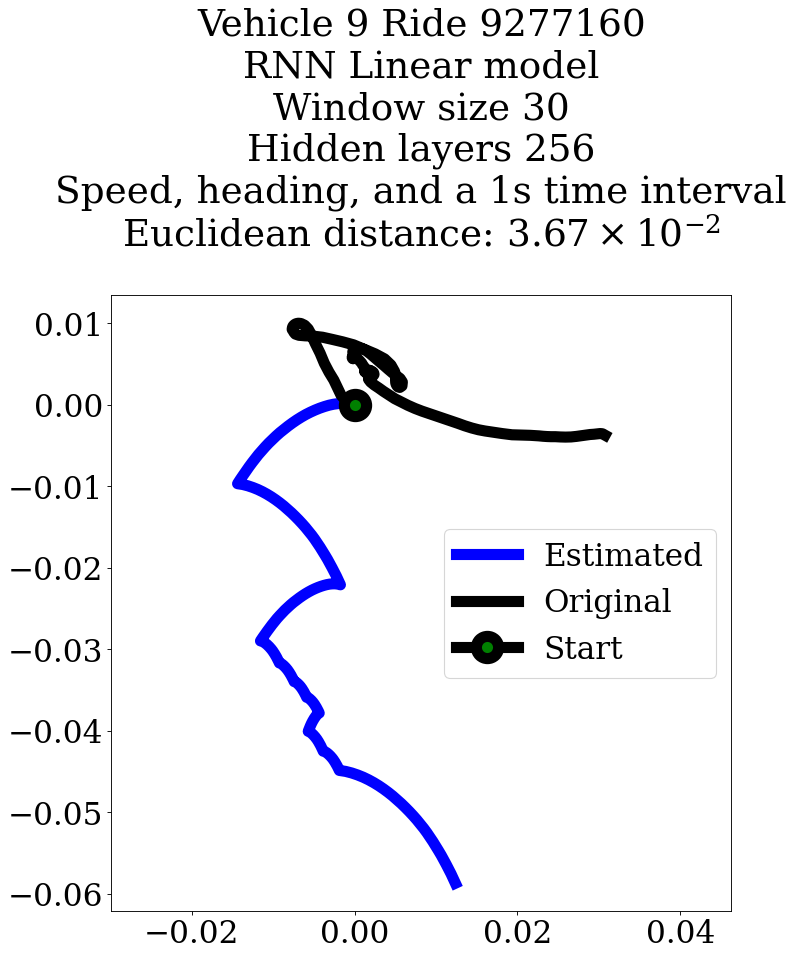 Vehicle 9 Ride 9277160
RNN Linear model
Window size 30
Hidden layers 256
Speed, heading, and a 1s time interval
Euclidean distance: 3.67 × 10⁻²
0.01
0.00
−0.01
−0.02
−0.03
−0.04
−0.05
−0.06
Estimated
Original
Start
−0.02 0.00 0.02 0.04